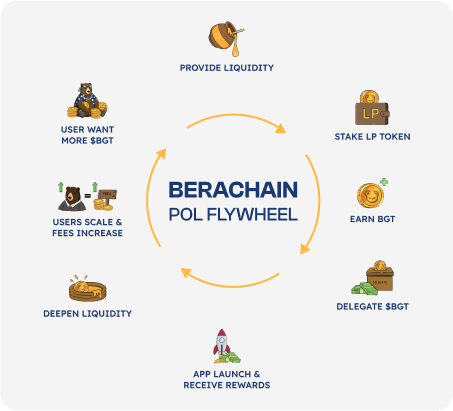 PROVIDE LIQUIDITY
LP
STAKE LP TOKEN
EARN BGT
DELEGATE $BGT
APP LAUNCH &
RECEIVE REWARDS
DEEPEN LIQUIDITY
USERS SCALE &
FEES INCREASE
USER WANT
MORE $BGT
BERACHAIN
POL FLYWHEEL